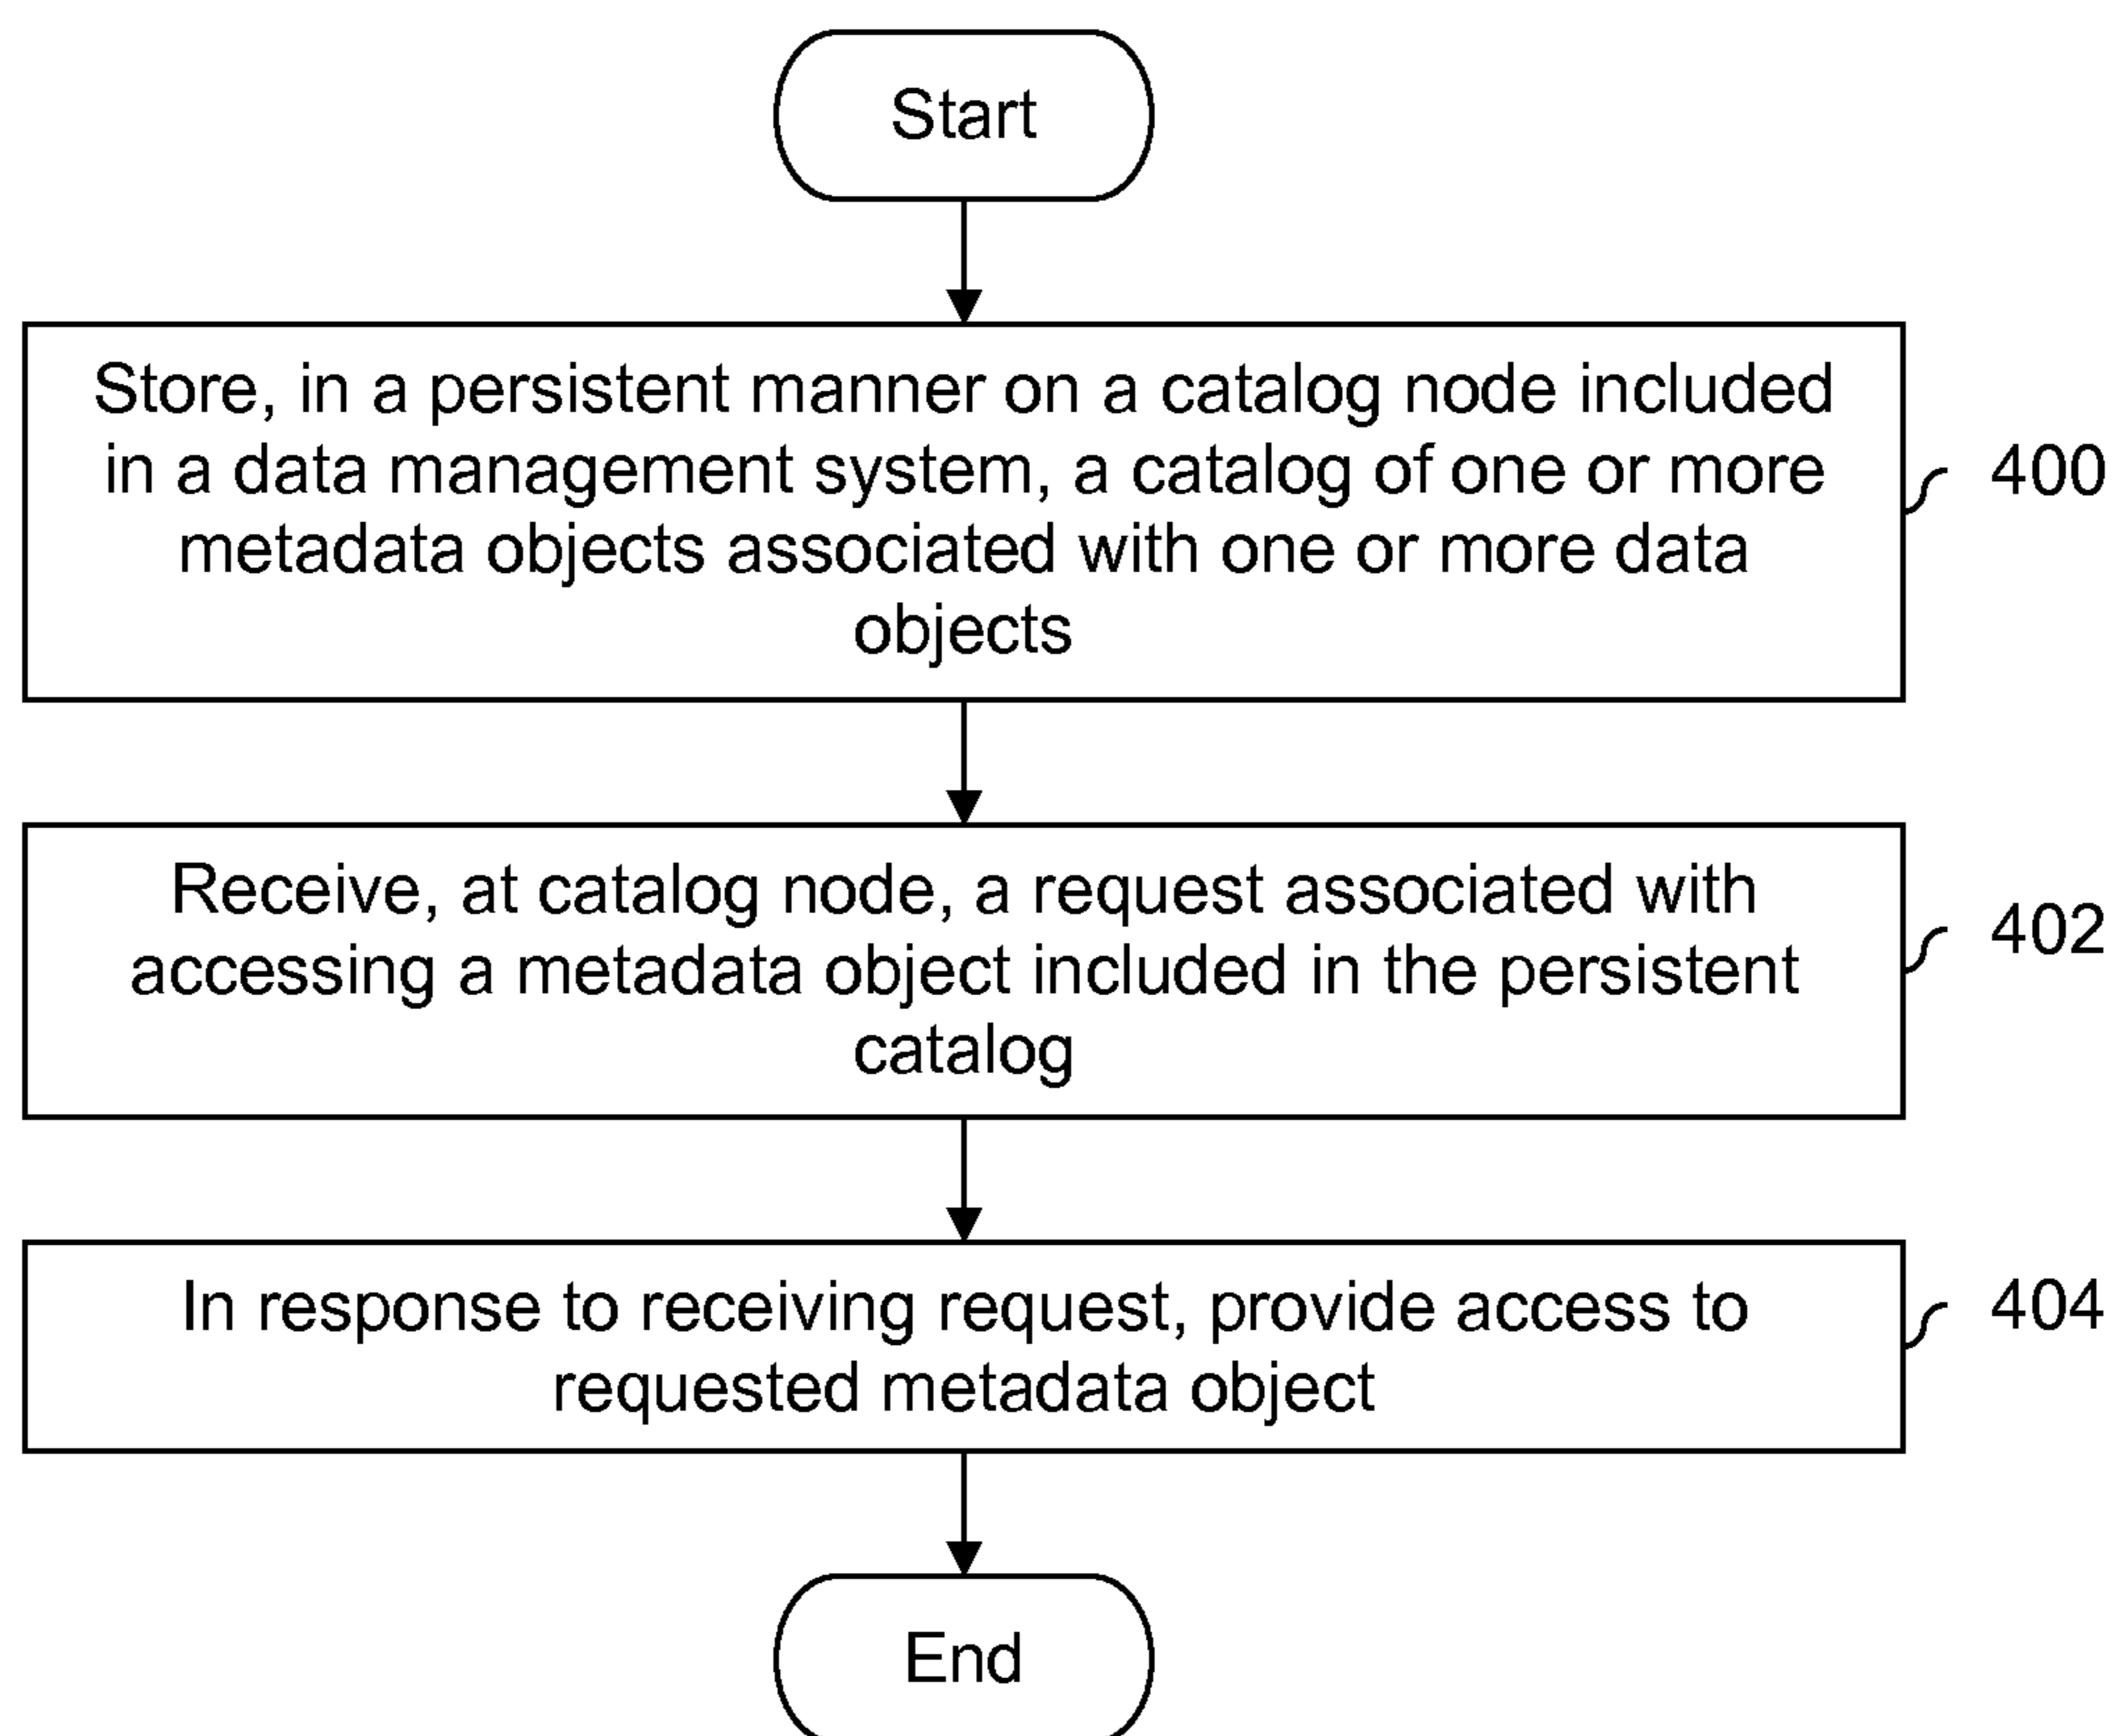 Start
Store, in a persistent manner on a catalog node included
in a data management system, a catalog of one or more
metadata objects associated with one or more data
objects
400
Receive, at catalog node, a request associated with
accessing a metadata object included in the persistent
catalog
402
In response to receiving request, provide access to
requested metadata object
404
End